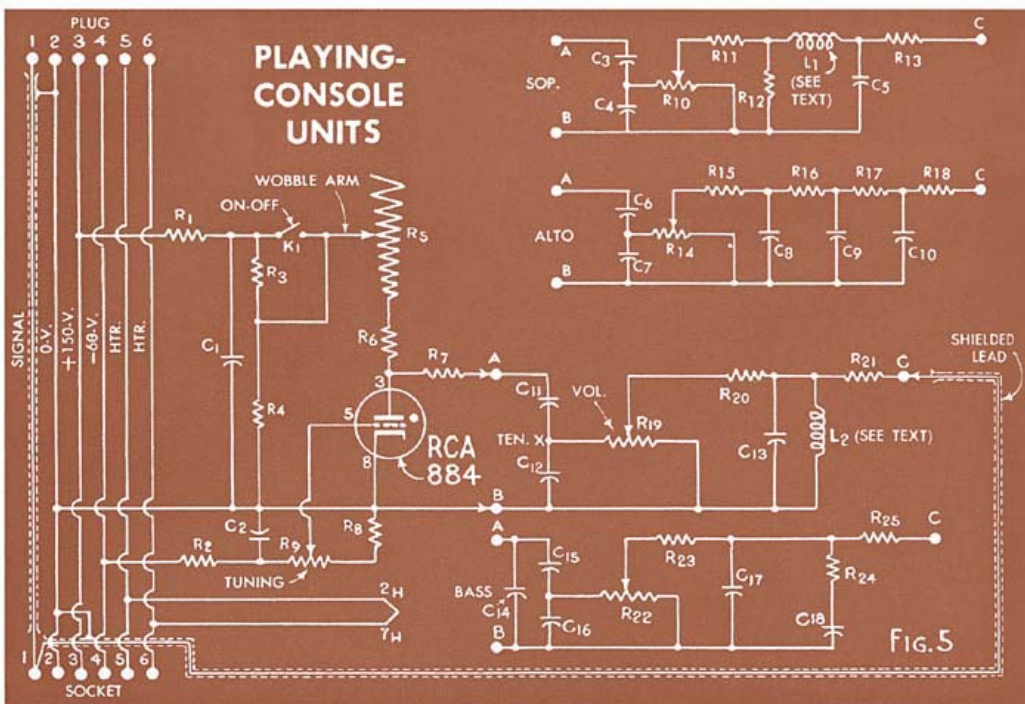 PLUG
1 2 3 4 5 6
PLAYING-
CONSOLE
UNITS
WOBBLE ARM
ON-OFF
R1
K1
R5
R3
SIGNAL
0-V.
+150-V.
-68-V.
HTR.
HTR.
C1
R6
R4
3
R7
A
5
8
RCA
884
B
C2
R8
R2
R9
TUNING
2H
7H
1 2 3 4 5 6
SOCKET
A
C3
R11
L1
(SEE
TEXT)
R13
C
SOP.
C4
R10
R12
C5
B
A
C6
R15
R16
R17
R18
C
ALTO
C7
R14
C8
C9
C10
B
SHIELDED
LEAD
C11
VOL.
R20
R21
C
TEN. X
R19
C12
C13
L2 (SEE TEXT)
A
C15
R23
R25
C
BASS
C14
R22
C17
R24
C16
C18
B
FIG.5